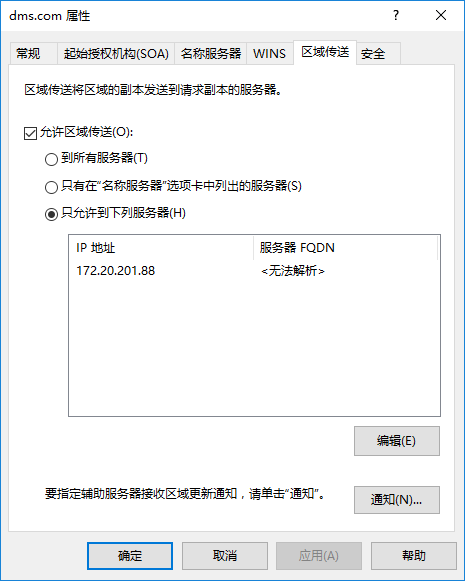 dms.com 属性
常规 起始授权机构(SOA) 名称服务器 WINS 区域传送 安全
区域传送将区域的副本发送到请求副本的服务器。
允许区域传送(O):
到所有服务器(T)
只有在“名称服务器”选项卡中列出的服务器(S)
只允许到下列服务器(H)
IP 地址 服务器 FQDN
172.20.201.88 <无法解析>
编辑(E)
要指定辅助服务器接收区域更新通知，请单击“通知”。 通知(N)...
确定 取消 应用(A) 帮助